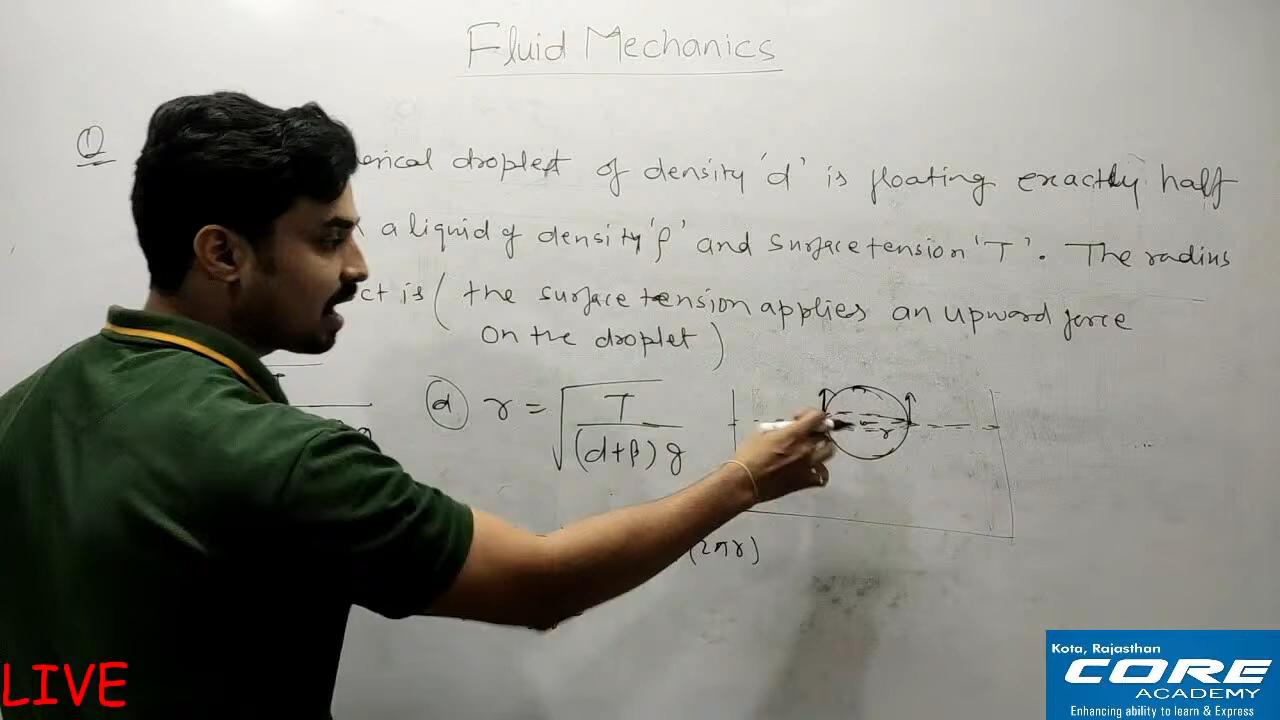 Fluid Mechanics
Q
droplet of density 'd' is floating exactly half
a liquid of density 'ρ' and surface tension 'T'. The radius
is ( the surface tension applies an upward force
on the droplet )
(d) r = √(T / (d+ρ) g)
r
(2πr)
LIVE
Kota, Rajasthan
CORE
ACADEMY
Enhancing ability to learn & Express